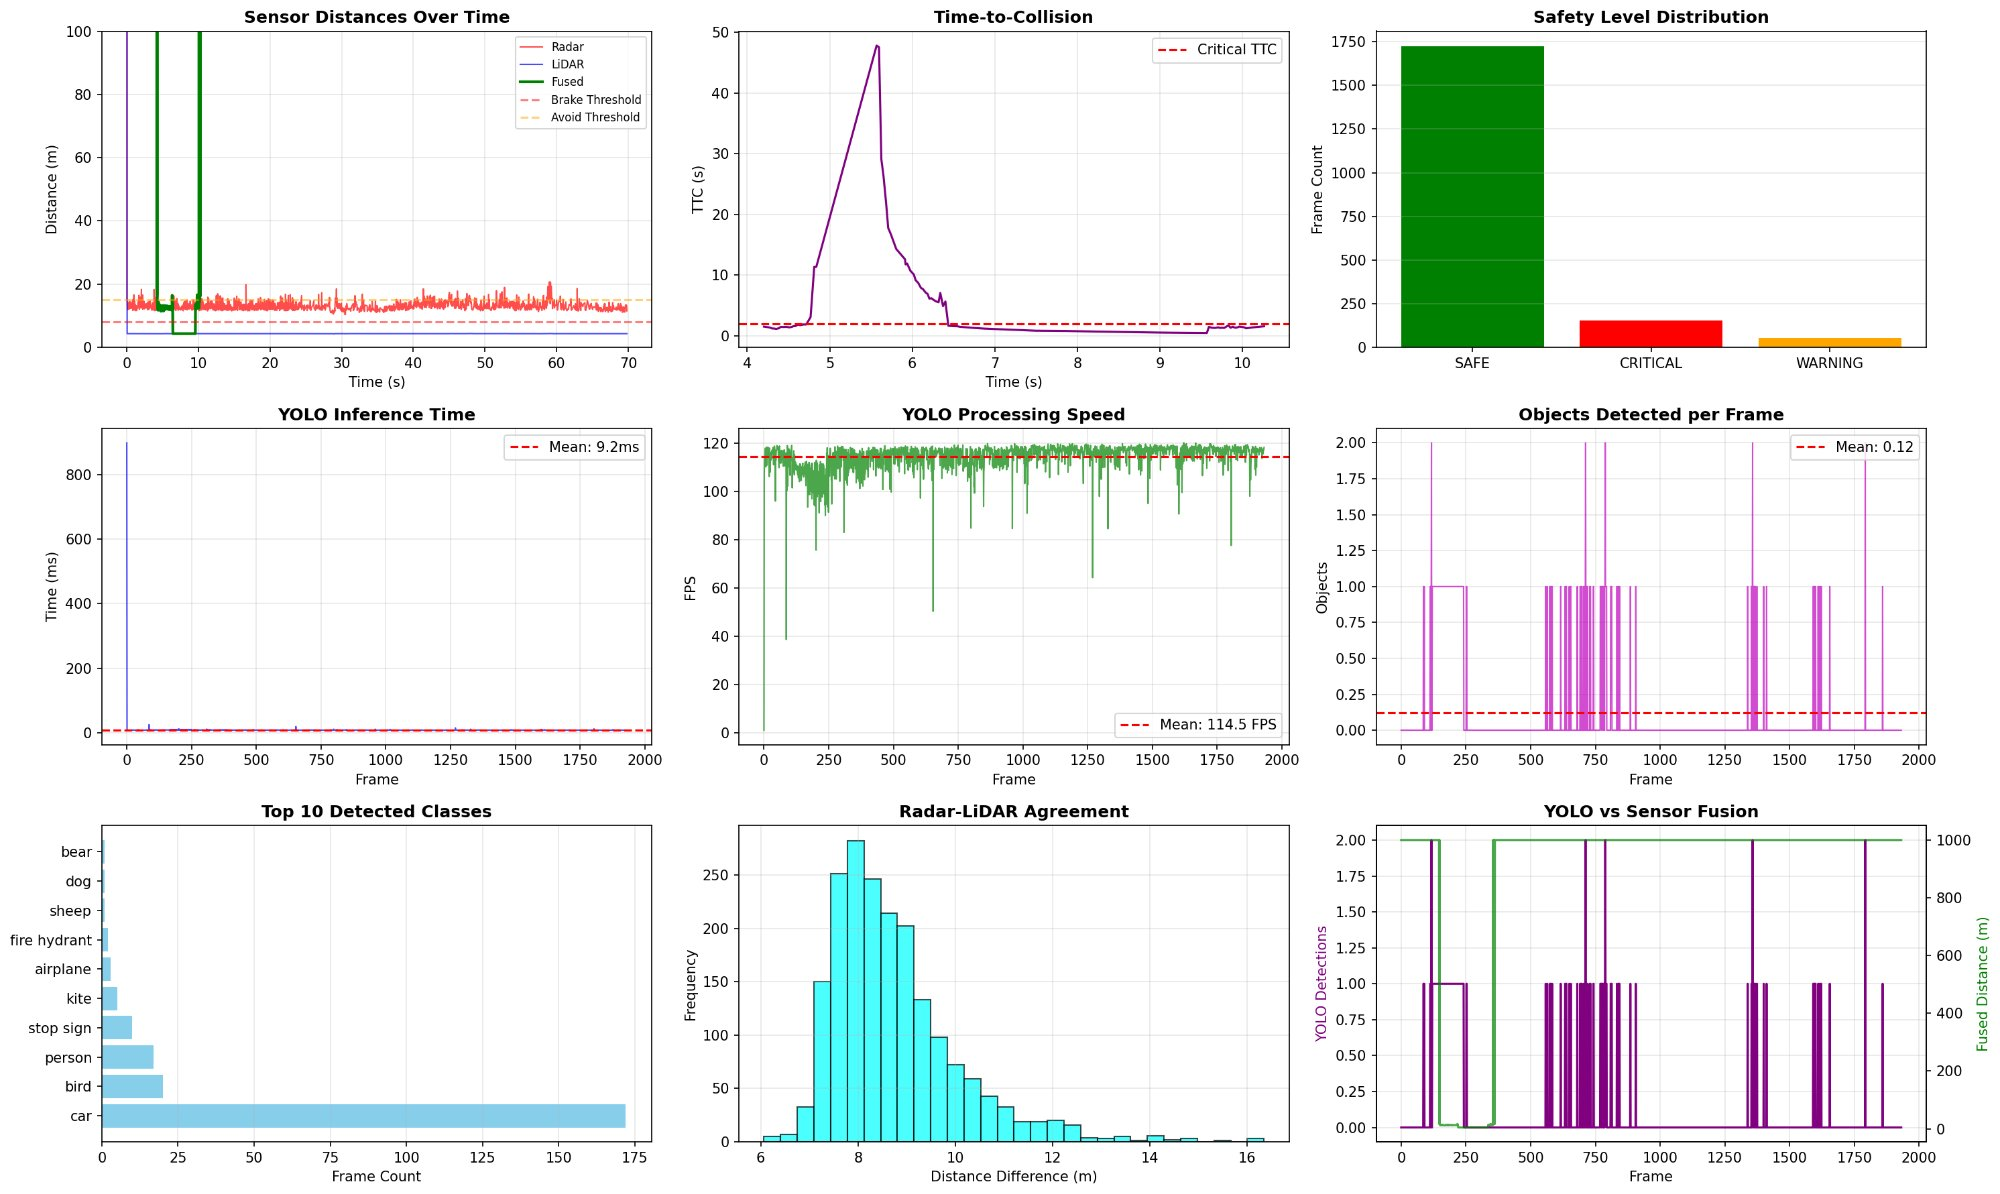 Sensor Distances Over Time
Distance (m)
100
80
60
40
20
0
Radar
LiDAR
Fused
Brake Threshold
Avoid Threshold
0 10 20 30 40 50 60 70
Time (s)
Time-to-Collision
TTC (s)
50
40
30
20
10
0
Critical TTC
4 5 6 7 8 9 10
Time (s)
Safety Level Distribution
Frame Count
1750
1500
1250
1000
750
500
250
0
SAFE CRITICAL WARNING
YOLO Inference Time
Time (ms)
800
600
400
200
0
Mean: 9.2ms
0 250 500 750 1000 1250 1500 1750 2000
Frame
YOLO Processing Speed
FPS
120
100
80
60
40
20
0
Mean: 114.5 FPS
0 250 500 750 1000 1250 1500 1750 2000
Frame
Objects Detected per Frame
Objects
2.00
1.75
1.50
1.25
1.00
0.75
0.50
0.25
0.00
Mean: 0.12
0 250 500 750 1000 1250 1500 1750 2000
Frame
Top 10 Detected Classes
bear
dog
sheep
fire hydrant
airplane
kite
stop sign
person
bird
car
0 25 50 75 100 125 150 175
Frame Count
Radar-LiDAR Agreement
Frequency
250
200
150
100
50
0
6 8 10 12 14 16
Distance Difference (m)
YOLO vs Sensor Fusion
YOLO Detections
2.00
1.75
1.50
1.25
1.00
0.75
0.50
0.25
0.00
1000
800
600
400
200
0
Fused Distance (m)
0 250 500 750 1000 1250 1500 1750 2000
Frame